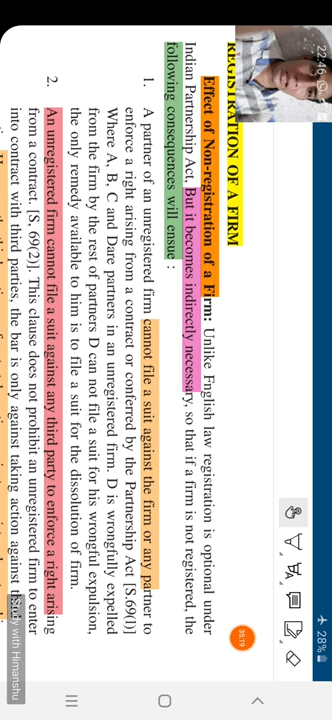 22:46
28%
REGISTRATION OF A FIRM
Effect of Non-registration of a Firm: Unlike English law registration is optional under
Indian Partnership Act, But it becomes indirectly necessary, so that if a firm is not registered, the
following consequences will ensue :
1. A partner of an unregistered firm cannot file a suit against the firm or any partner to
enforce a right arising from a contract or conferred by the Partnership Act [S.69(1)]
Where A, B, C and Dare partners in an unregistered firm. D is wrongfully expelled
from the firm by the rest of partners D can not file a suit for his wrongful expulsion,
the only remedy available to him is to file a suit for the dissolution of firm.
2. An unregistered firm cannot file a suit against any third party to enforce a right arising
from a contract. [S, 69(2)]. This clause does not prohibit an unregistered firm to enter
into contract with third parties, the bar is only against taking action against
Study with Himanshu